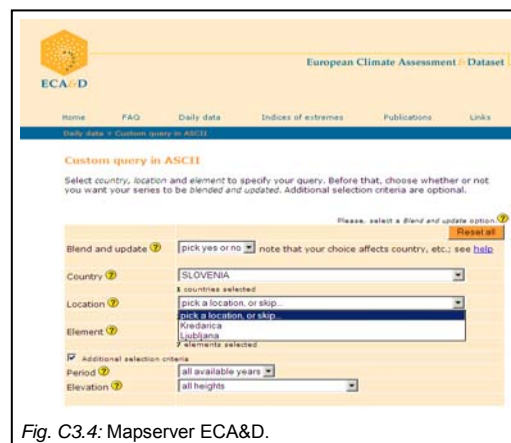 European Climate Assessment & Dataset
ECA&D
Home FAQ Daily data Indices of extremes Publications Links
Daily data > Custom query in ASCII
Custom query in ASCII
Select country, location and element to specify your query. Before that, choose whether or not
you want your series to be blended and updated. Additional selection criteria are optional.
Please, select a Blend and update option.
Reset all
Blend and update ? pick yes or no note that your choice affects country, etc.; see help
Country ? SLOVENIA
1 countries selected
Location ? pick a location, or skip...
pick a location, or skip...
Kredarica
Element ? Ljubljana
7 elements selected
Additional selection criteria
Period ? all available years
Elevation ? all heights
Fig. C3.4: Mapserver ECA&D.